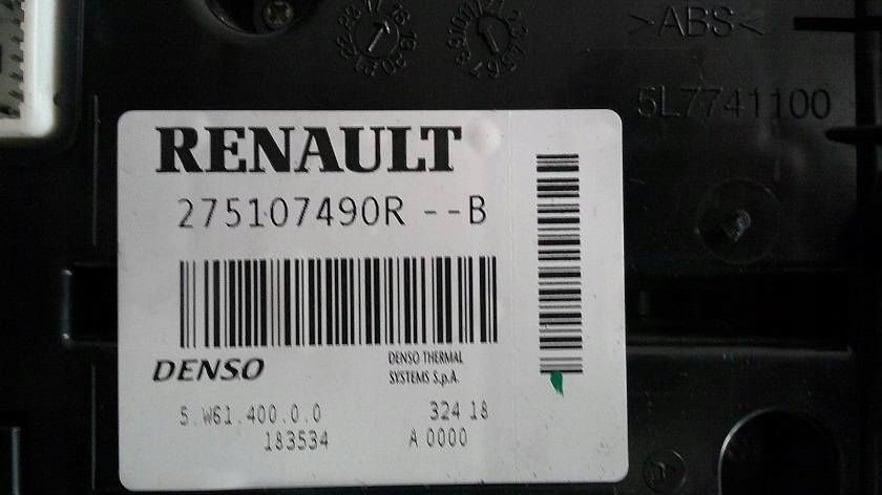 >ABS<
5L7741100
RENAULT
275107490R --B
DENSO
DENSO THERMAL
SYSTEMS S.p.A.
5.W61.400.0.0
324 18
183534
A 0000